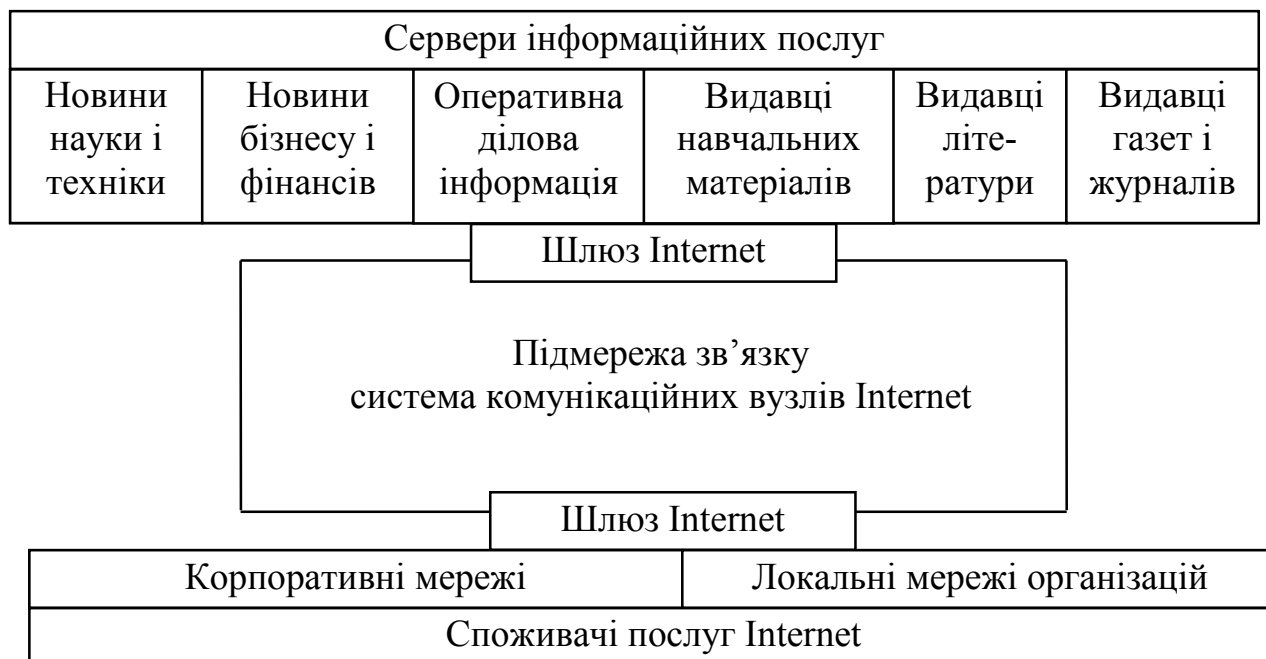 Сервери інформаційних послуг
Новини
науки і
техніки
Новини
бізнесу і
фінансів
Оперативна
ділова
інформація
Видавці
навчальних
матеріалів
Видавці
літе-
ратури
Видавці
газет і
журналів
Шлюз Internet
Підмережа зв’язку
система комунікаційних вузлів Internet
Шлюз Internet
Корпоративні мережі
Локальні мережі організацій
Споживачі послуг Internet